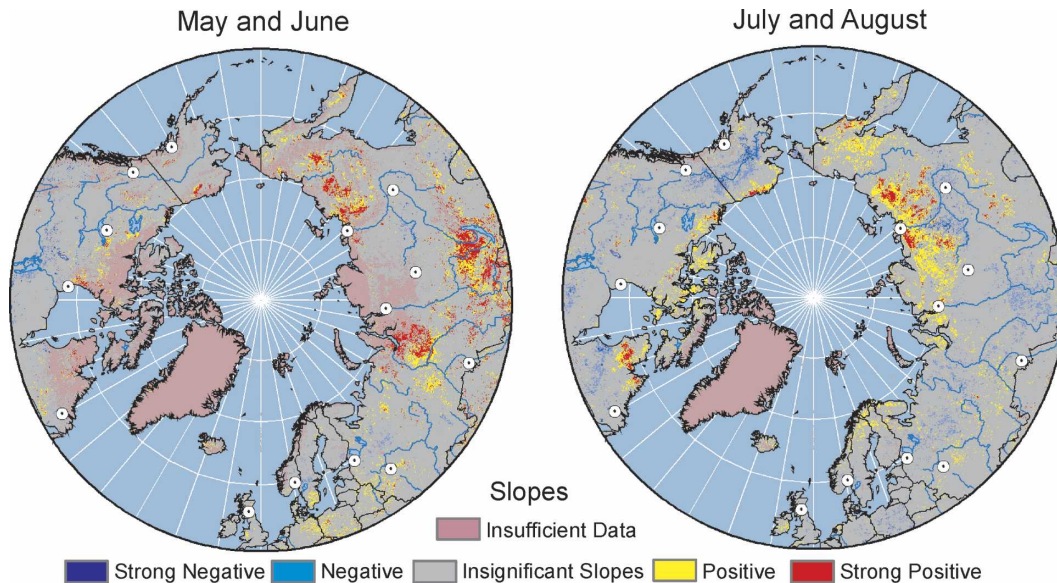 May and June
July and August
Slopes
Insufficient Data
Strong Negative
Negative
Insignificant Slopes
Positive
Strong Positive